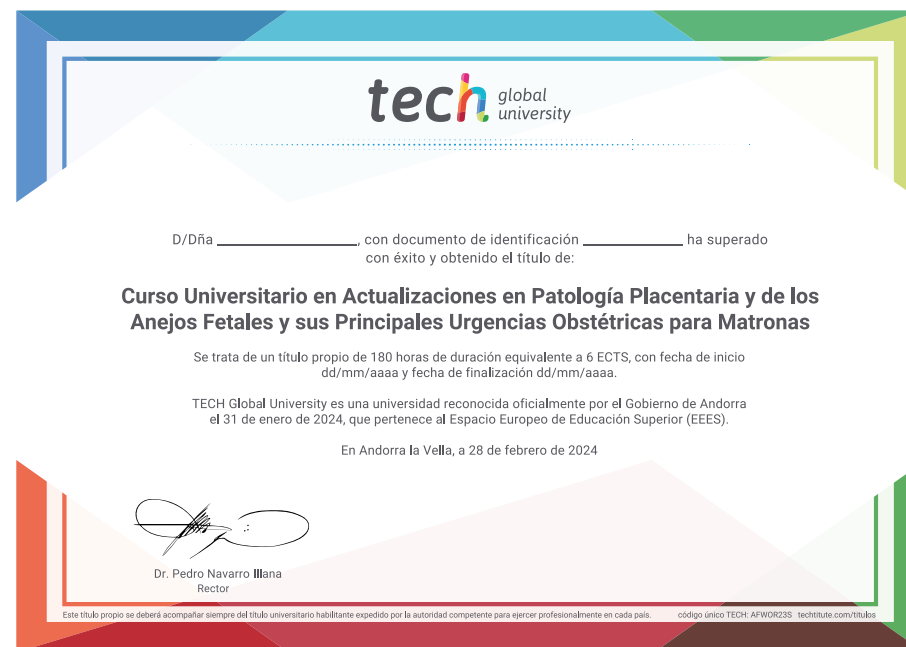 tech global university
D/Dña ____________________, con documento de identificación ______________ ha superado
con éxito y obtenido el título de:
Curso Universitario en Actualizaciones en Patología Placentaria y de los
Anejos Fetales y sus Principales Urgencias Obstétricas para Matronas
Se trata de un título propio de 180 horas de duración equivalente a 6 ECTS, con fecha de inicio
dd/mm/aaaa y fecha de finalización dd/mm/aaaa.
TECH Global University es una universidad reconocida oficialmente por el Gobierno de Andorra
el 31 de enero de 2024, que pertenece al Espacio Europeo de Educación Superior (EEES).
En Andorra la Vella, a 28 de febrero de 2024
Dr. Pedro Navarro Illana
Rector
Este título propio se deberá acompañar siempre del título universitario habilitante expedido por la autoridad competente para ejercer profesionalmente en cada país. código único TECH: AFWOR23S techtitute.com/titulos